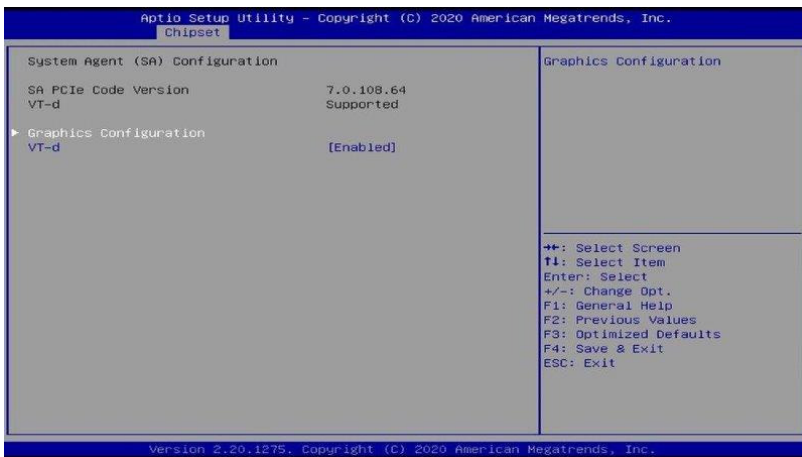 Aptio Setup Utility – Copyright (C) 2020 American Megatrends, Inc.
Chipset
System Agent (SA) Configuration
SA PCIe Code Version 7.0.108.64
VT-d Supported
► Graphics Configuration
VT-d [Enabled]
Graphics Configuration
→←: Select Screen
↑↓: Select Item
Enter: Select
+/-: Change Opt.
F1: General Help
F2: Previous Values
F3: Optimized Defaults
F4: Save & Exit
ESC: Exit
Version 2.20.1275. Copyright (C) 2020 American Megatrends, Inc.